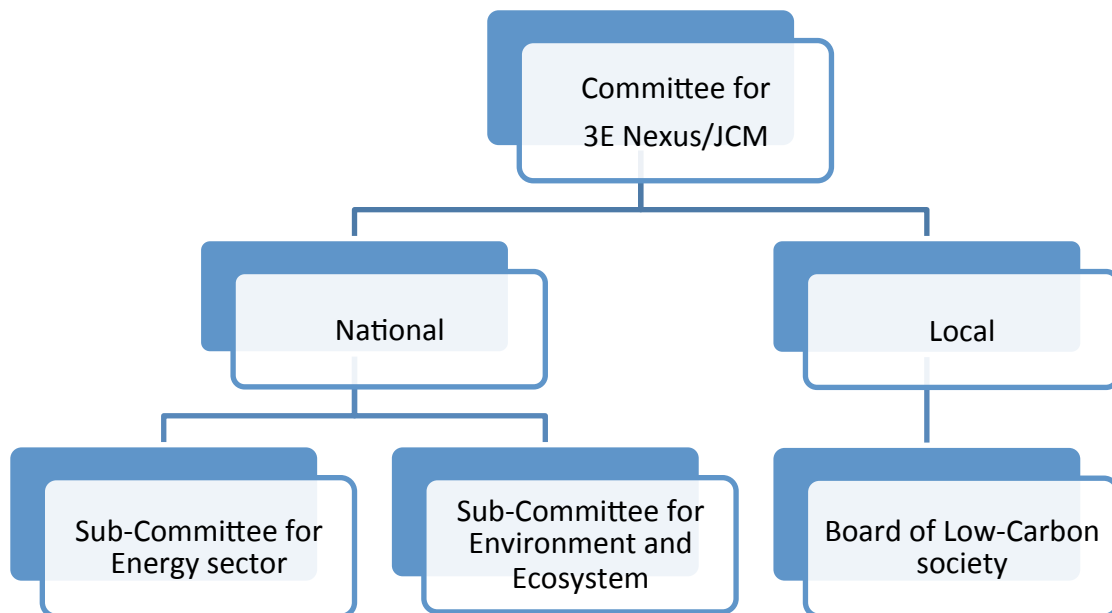 Committee for
3E Nexus/JCM
National
Local
Sub-Committee for
Energy sector
Sub-Committee for
Environment and
Ecosystem
Board of Low-Carbon
society